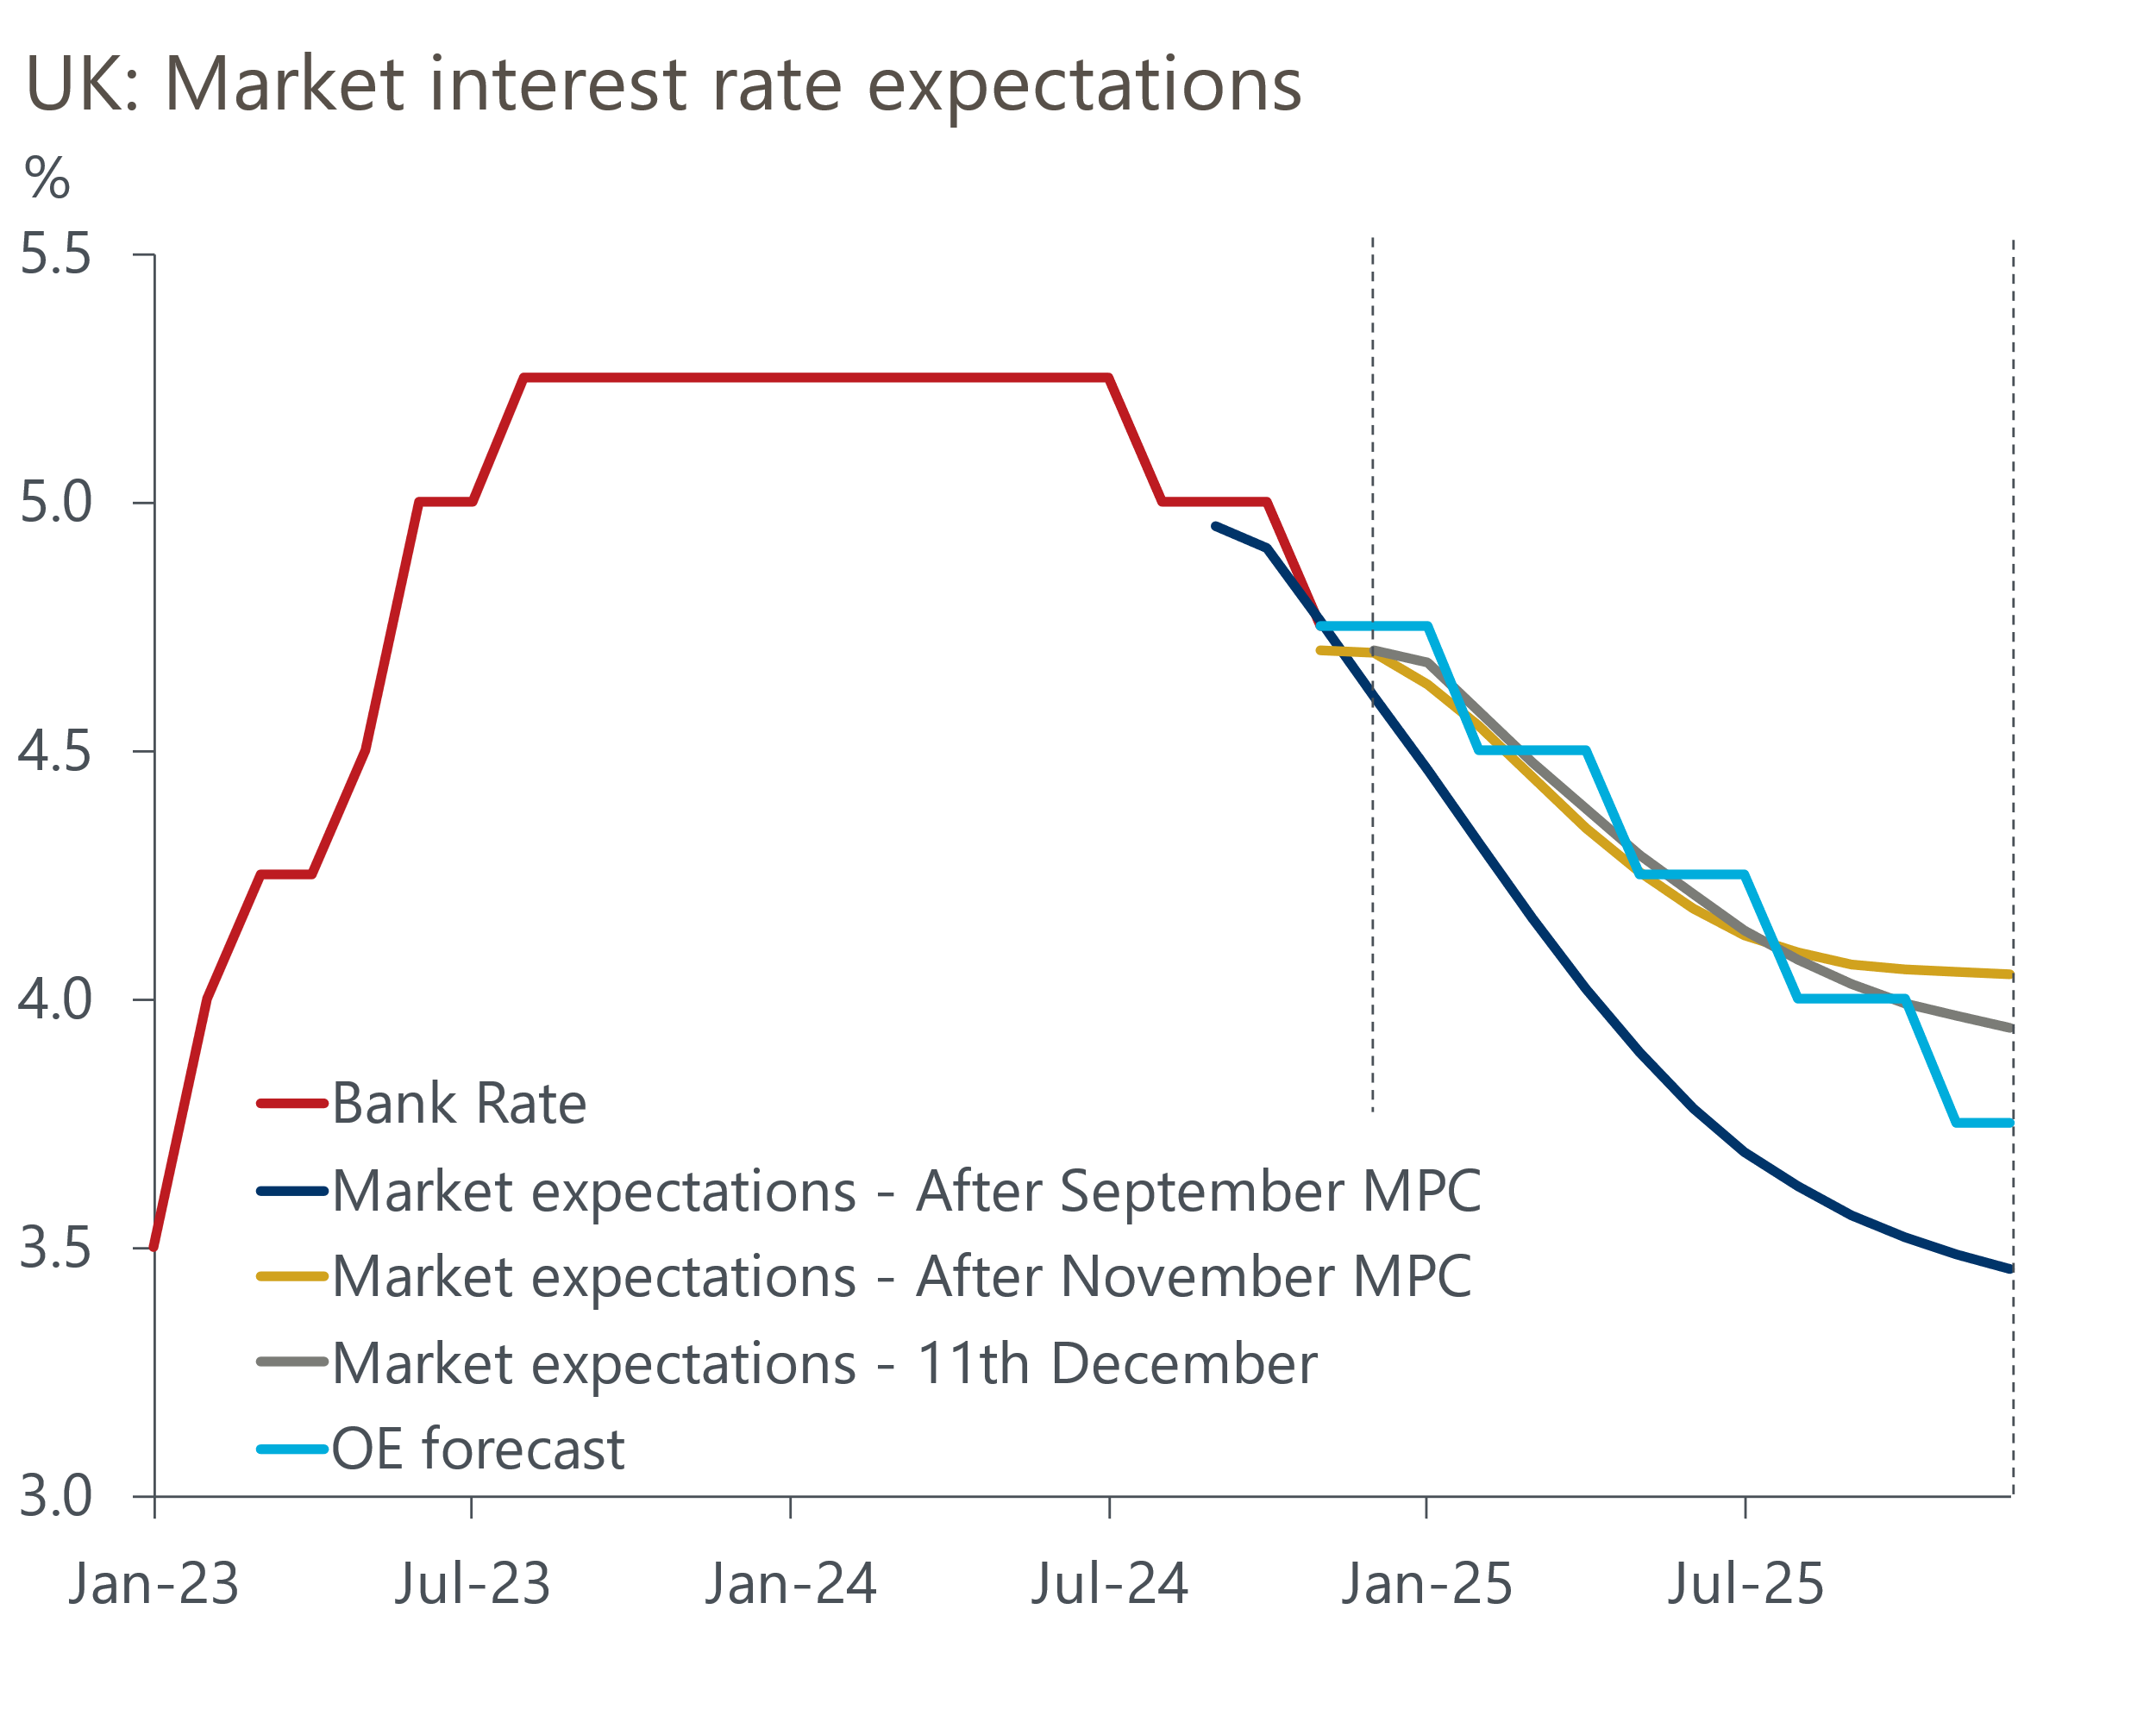 UK: Market interest rate expectations
%
5.5
5.0
4.5
4.0
3.5
3.0
Bank Rate
Market expectations - After September MPC
Market expectations - After November MPC
Market expectations - 11th December
OE forecast
Jan-23 Jul-23 Jan-24 Jul-24 Jan-25 Jul-25